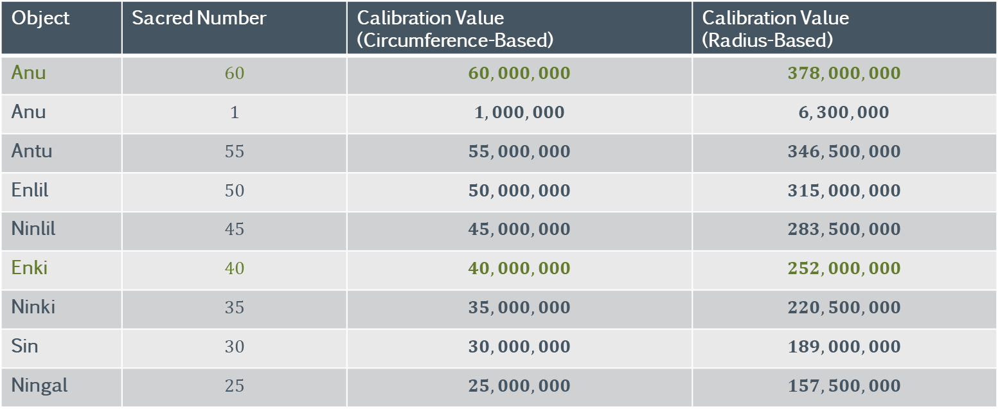 Object Sacred Number Calibration Value (Circumference-Based) Calibration Value (Radius-Based)
Anu 60 60,000,000 378,000,000
Anu 1 1,000,000 6,300,000
Antu 55 55,000,000 346,500,000
Enlil 50 50,000,000 315,000,000
Ninlil 45 45,000,000 283,500,000
Enki 40 40,000,000 252,000,000
Ninki 35 35,000,000 220,500,000
Sin 30 30,000,000 189,000,000
Ningal 25 25,000,000 157,500,000